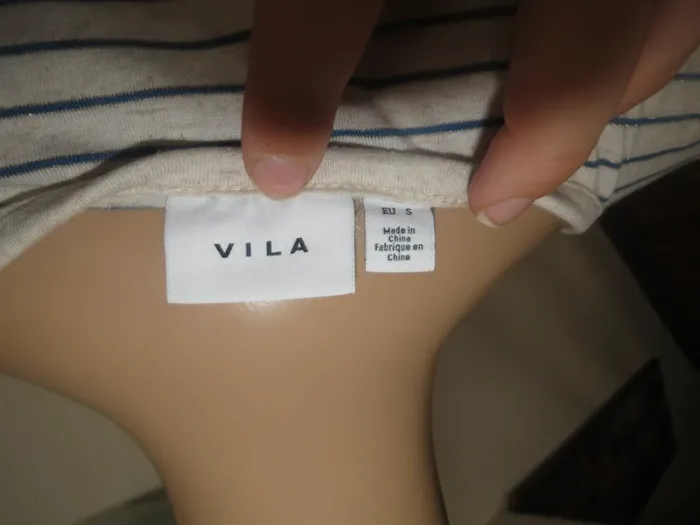 VILA
EU S
Made in
China
Fabriqué en
Chine